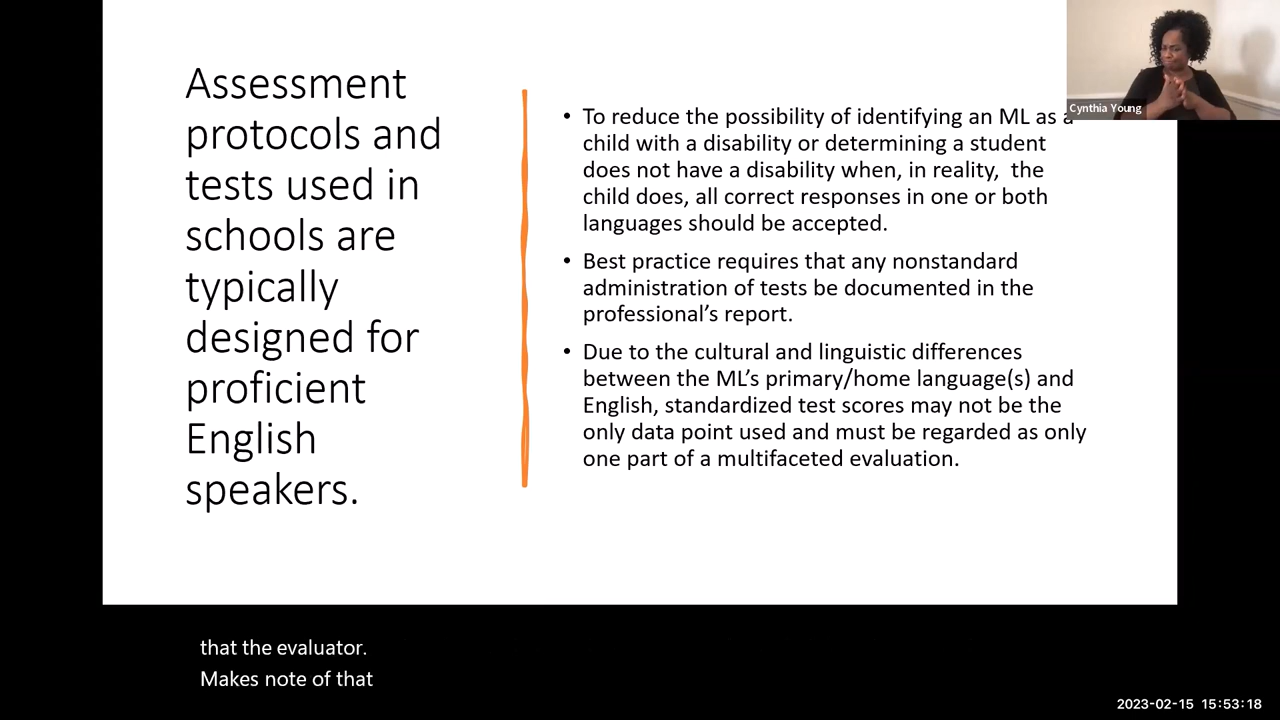 Assessment
protocols and
tests used in
schools are
typically
designed for
proficient
English
speakers.
• To reduce the possibility of identifying an ML as a
child with a disability or determining a student
does not have a disability when, in reality,  the
child does, all correct responses in one or both
languages should be accepted.
• Best practice requires that any nonstandard
administration of tests be documented in the
professional’s report.
• Due to the cultural and linguistic differences
between the ML’s primary/home language(s) and
English, standardized test scores may not be the
only data point used and must be regarded as only
one part of a multifaceted evaluation.
Cynthia Young
that the evaluator.
Makes note of that
2023-02-15 15:53:18